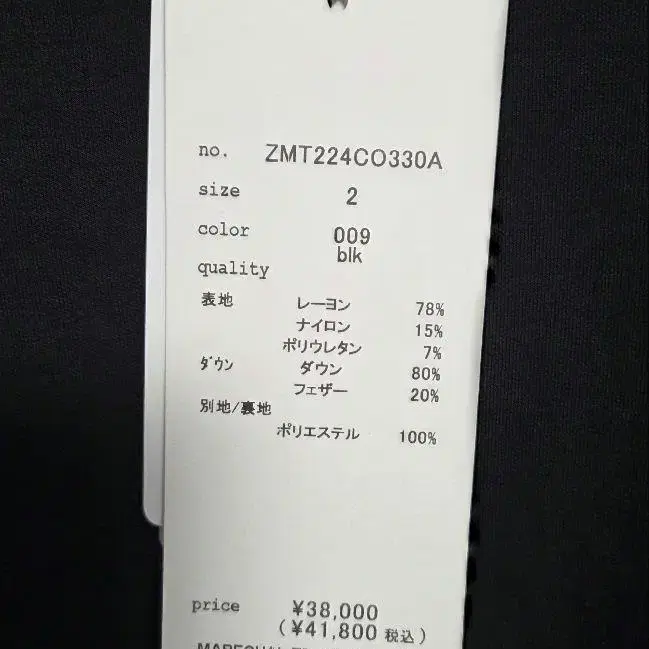 no. ZMT224CO330A
size 2
color 009
blk
quality
表地 レーヨン 78%
ナイロン 15%
ポリウレタン 7%
ダウン ダウン 80%
フェザー 20%
別地/裏地
ポリエステル 100%
price ¥38,000
(¥41,800 税込)